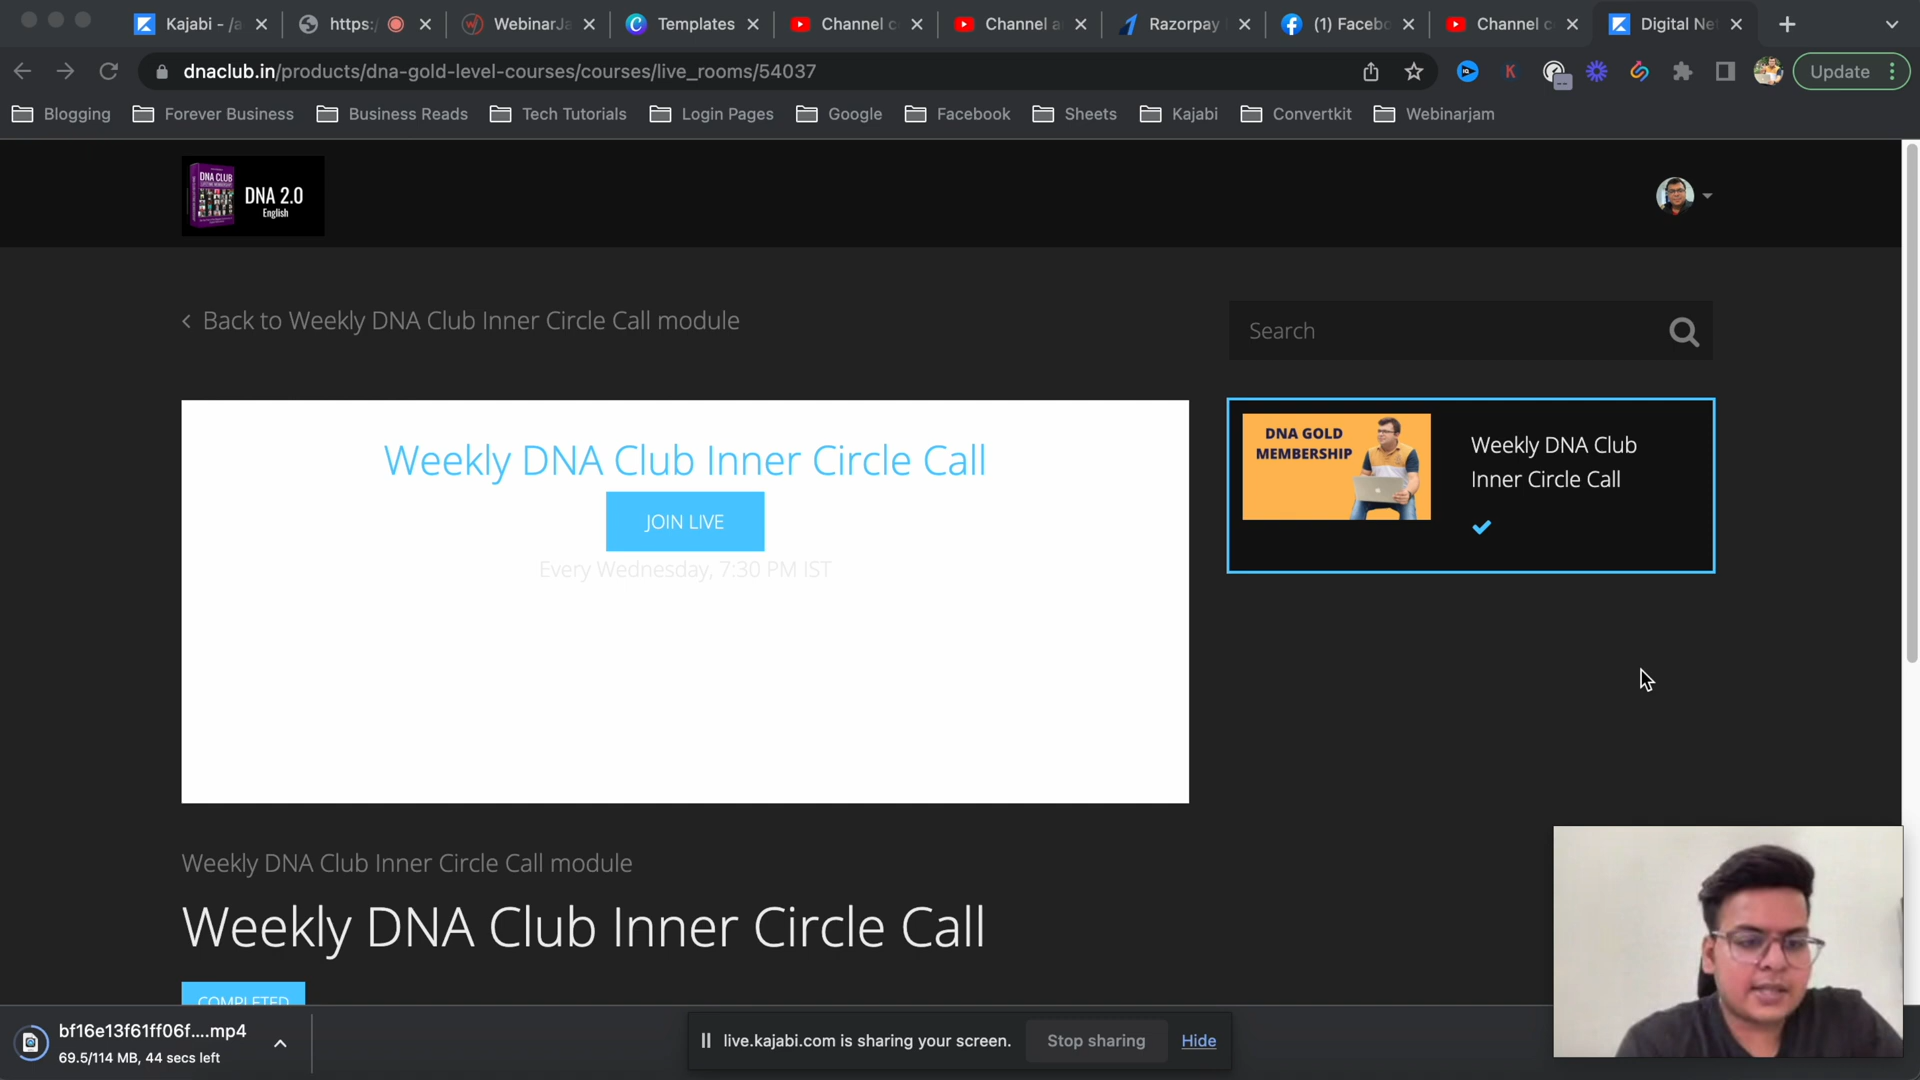 Kajabi - /a
https:
WebinarJa
Templates
Channel c
Channel a
Razorpay
(1) Facebo
Channel c
Digital Net
dnaclub.in/products/dna-gold-level-courses/courses/live_rooms/54037
Update
Blogging
Forever Business
Business Reads
Tech Tutorials
Login Pages
Google
Facebook
Sheets
Kajabi
Convertkit
Webinarjam
DNA CLUB
DNA 2.0
English
Back to Weekly DNA Club Inner Circle Call module
Search
Weekly DNA Club Inner Circle Call
JOIN LIVE
Every Wednesday, 7:30 PM IST
DNA GOLD
MEMBERSHIP
Weekly DNA Club
Inner Circle Call
Weekly DNA Club Inner Circle Call module
Weekly DNA Club Inner Circle Call
COMPLETED
bf16e13f61ff06f....mp4
69.5/114 MB, 44 secs left
live.kajabi.com is sharing your screen.
Stop sharing
Hide